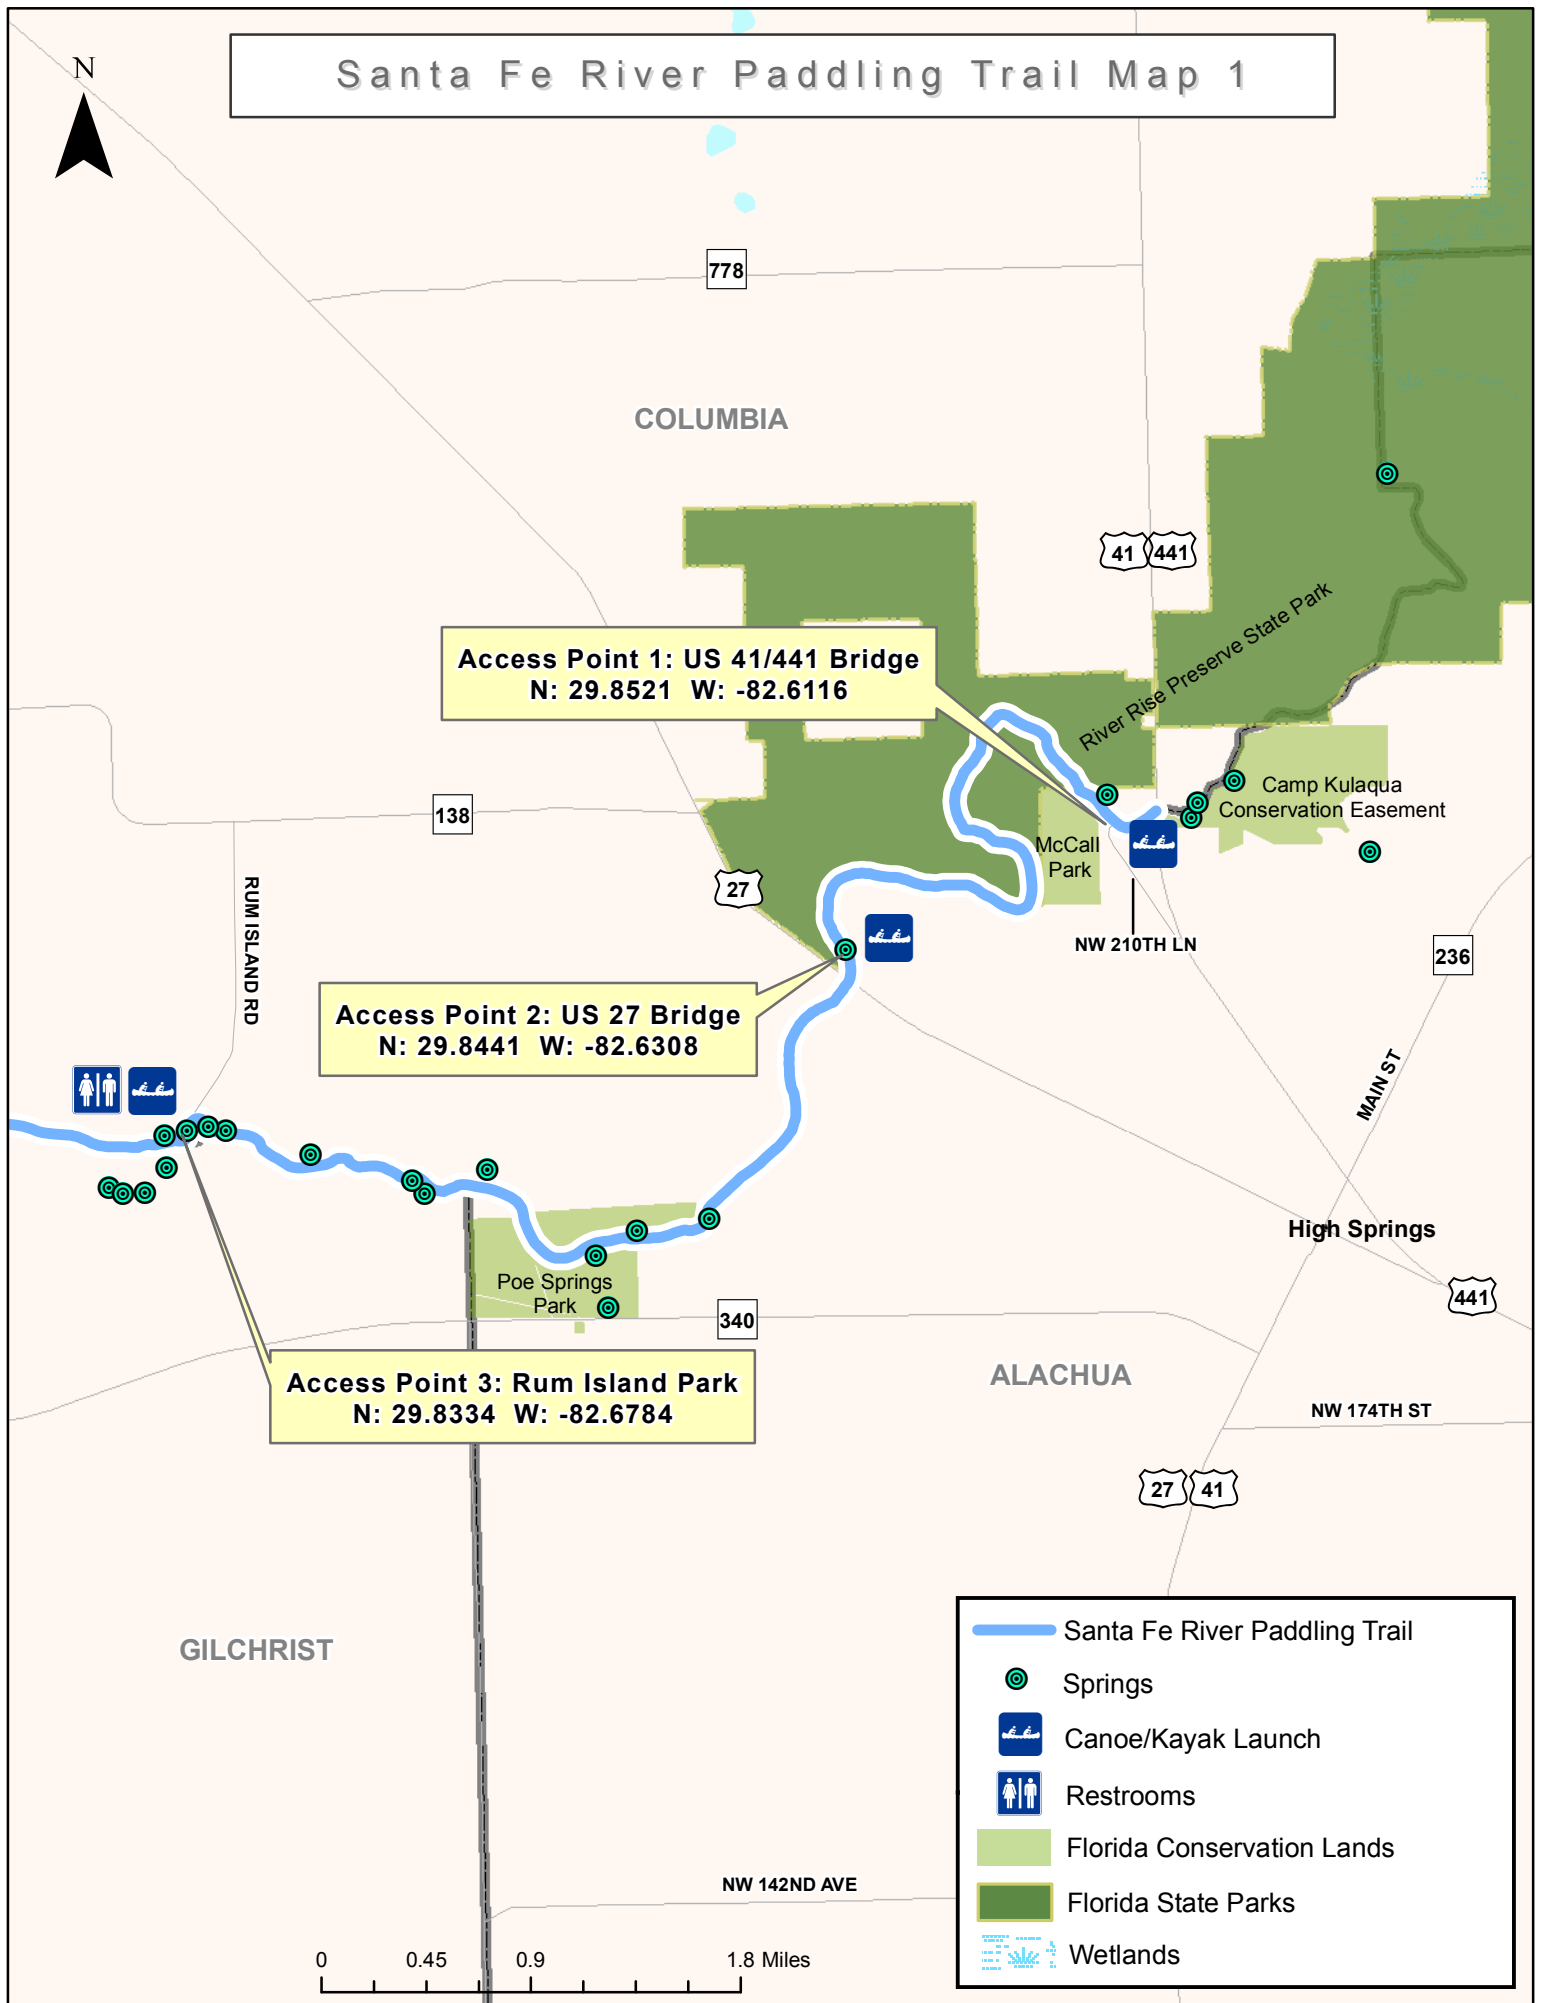 Santa Fe River Paddling Trail Map 1
N
778
COLUMBIA
41
441
River Rise Preserve State Park
Access Point 1: US 41/441 Bridge
N: 29.8521 W: -82.6116
Camp Kulaqua
Conservation Easement
138
McCall
Park
27
RUM ISLAND RD
NW 210TH LN
236
Access Point 2: US 27 Bridge
N: 29.8441 W: -82.6308
MAIN ST
High Springs
Poe Springs
Park
441
340
Access Point 3: Rum Island Park
N: 29.8334 W: -82.6784
ALACHUA
NW 174TH ST
27
41
GILCHRIST
Santa Fe River Paddling Trail
Springs
Canoe/Kayak Launch
Restrooms
Florida Conservation Lands
Florida State Parks
Wetlands
NW 142ND AVE
0 0.45 0.9 1.8 Miles